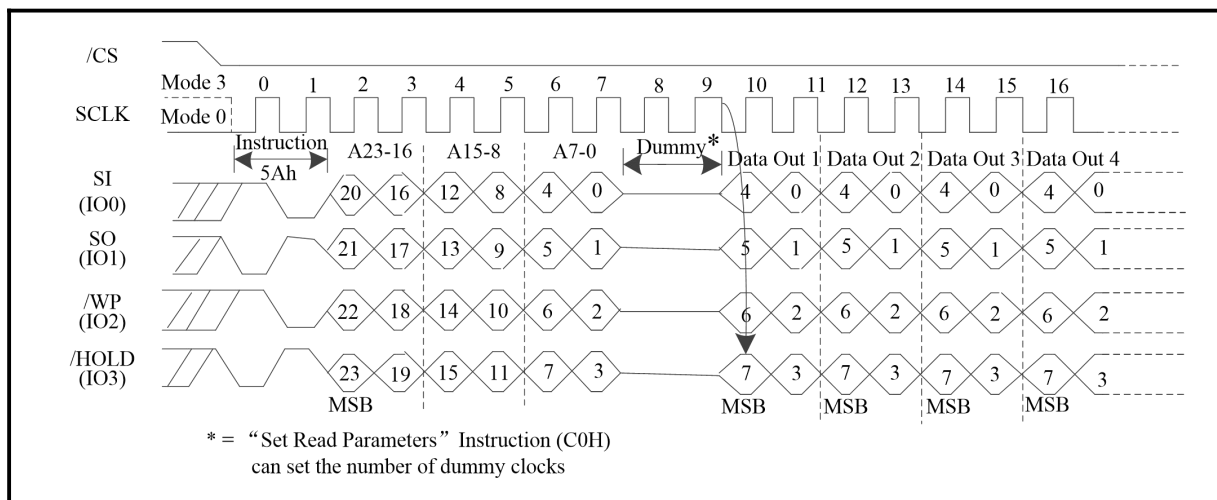 /CS
Mode 3 0 1 2 3 4 5 6 7 8 9 10 11 12 13 14 15 16
SCLK Mode 0
Instruction A23-16 A15-8 A7-0 Dummy* Data Out 1 Data Out 2 Data Out 3 Data Out 4
5Ah
SI
(IO0) 20 16 12 8 4 0 4 0 4 0 4 0 4 0
SO
(IO1) 21 17 13 9 5 1 5 1 5 1 5 1 5 1
/WP
(IO2) 22 18 14 10 6 2 6 2 6 2 6 2 6 2
/HOLD
(IO3) 23 19 15 11 7 3 7 3 7 3 7 3 7 3
MSB MSB MSB MSB MSB
* = “Set Read Parameters” Instruction (C0H)
can set the number of dummy clocks